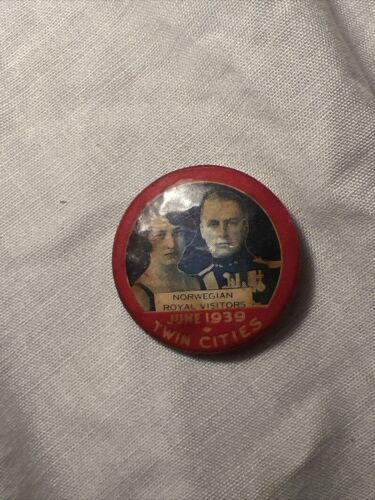 NORWEGIAN
ROYAL VISITORS
JUNE 1939
TWIN CITIES